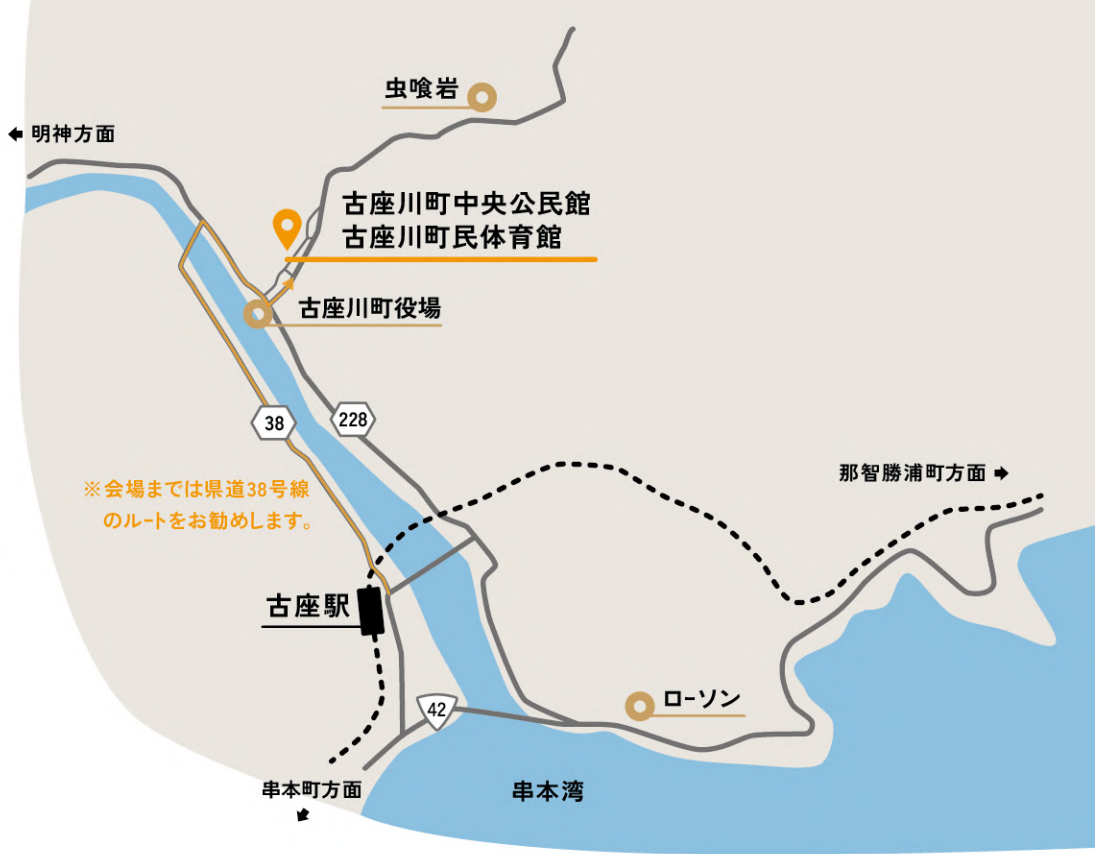 虫喰岩
明神方面
古座川町中央公民館
古座川町民体育館
古座川町役場
38
228
那智勝浦町方面
※会場までは県道38号線
のルートをお勧めします。
古座駅
ローソン
42
串本町方面
串本湾